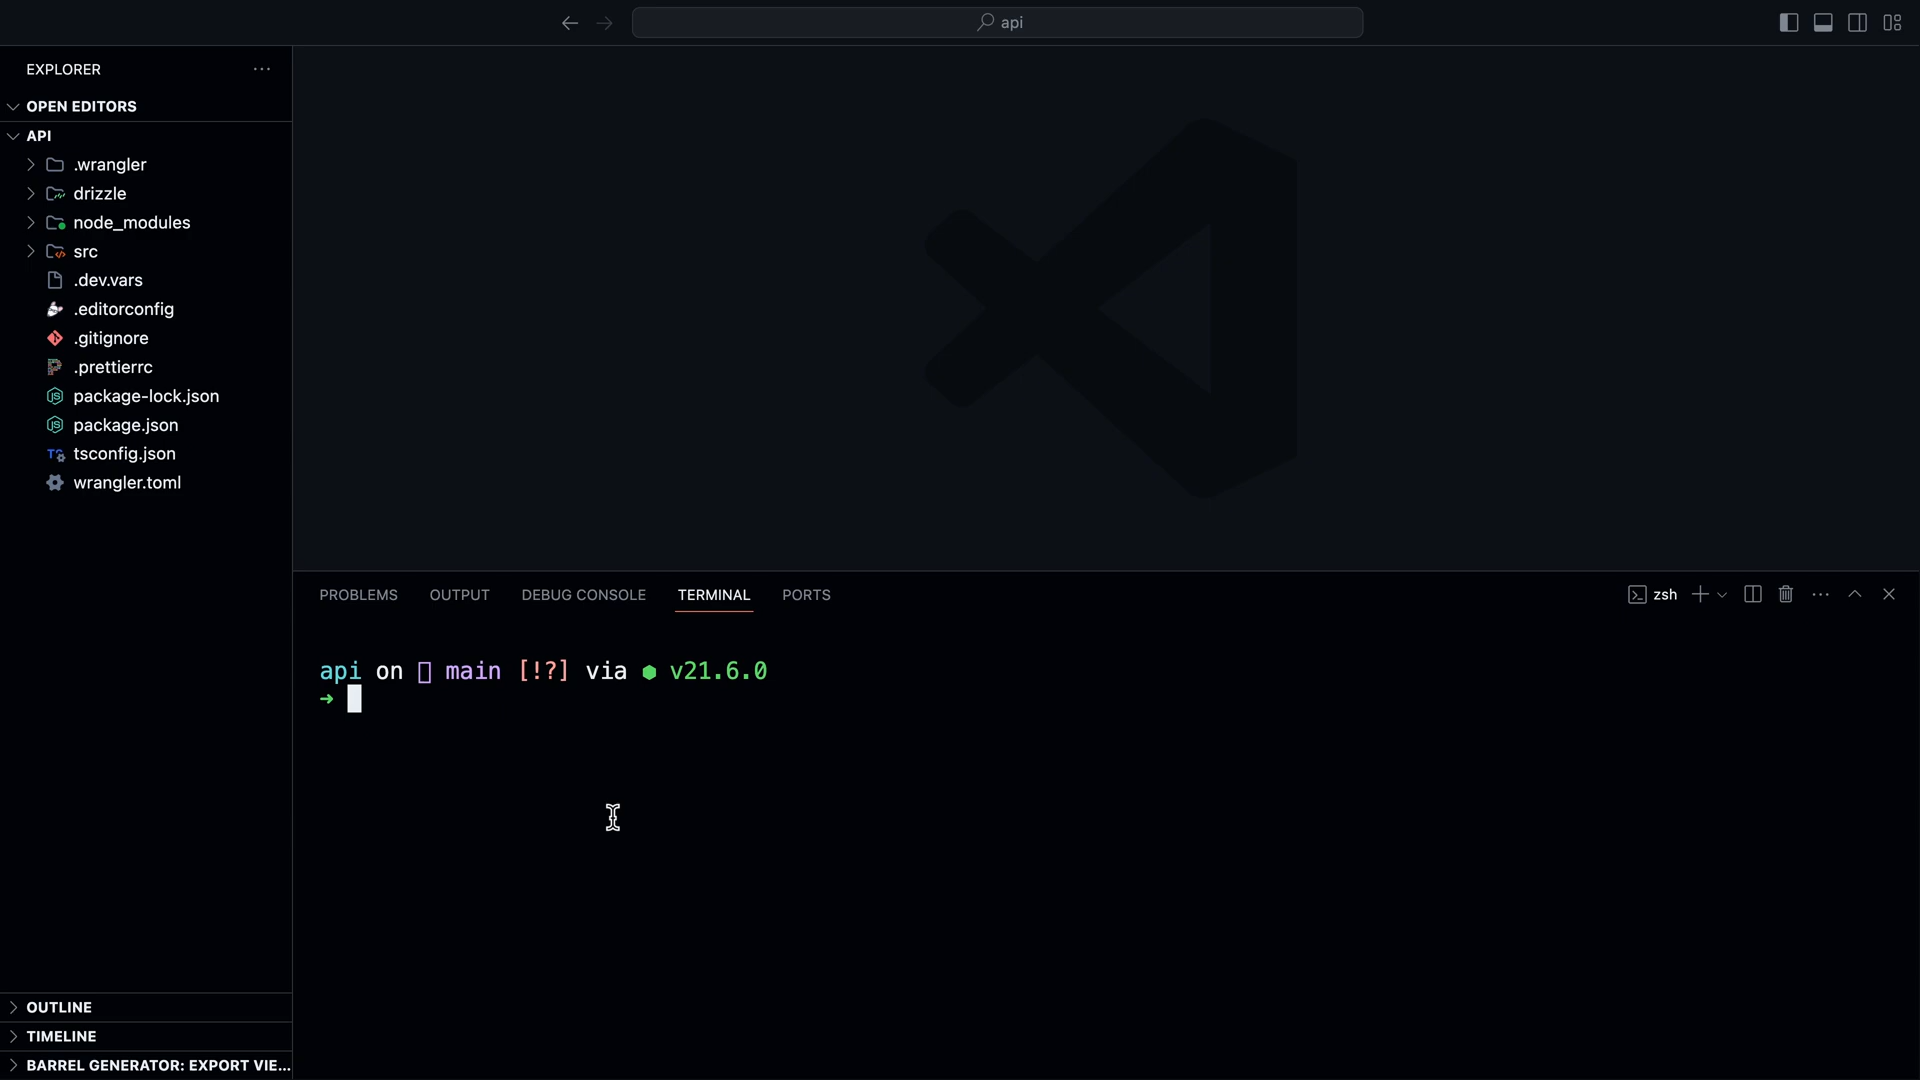 api
EXPLORER
OPEN EDITORS
API
.wrangler
drizzle
node_modules
src
.dev.vars
.editorconfig
.gitignore
.prettierrc
package-lock.json
package.json
tsconfig.json
wrangler.toml
OUTLINE
TIMELINE
BARREL GENERATOR: EXPORT VIE...
PROBLEMS OUTPUT DEBUG CONSOLE TERMINAL PORTS
zsh
api on main [!?] via v21.6.0